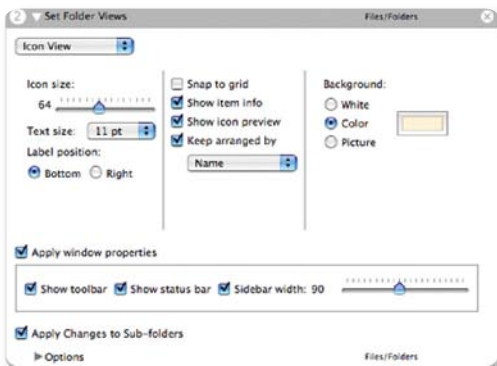 2 Set Folder Views Files/Folders
Icon View
Icon size:
64
Text size: 11 pt
Label position:
Bottom Right
Snap to grid
Show item info
Show icon preview
Keep arranged by
Name
Background:
White
Color
Picture
Apply window properties
Show toolbar Show status bar Sidebar width: 90
Apply Changes to Sub-folders
Options Files/Folders